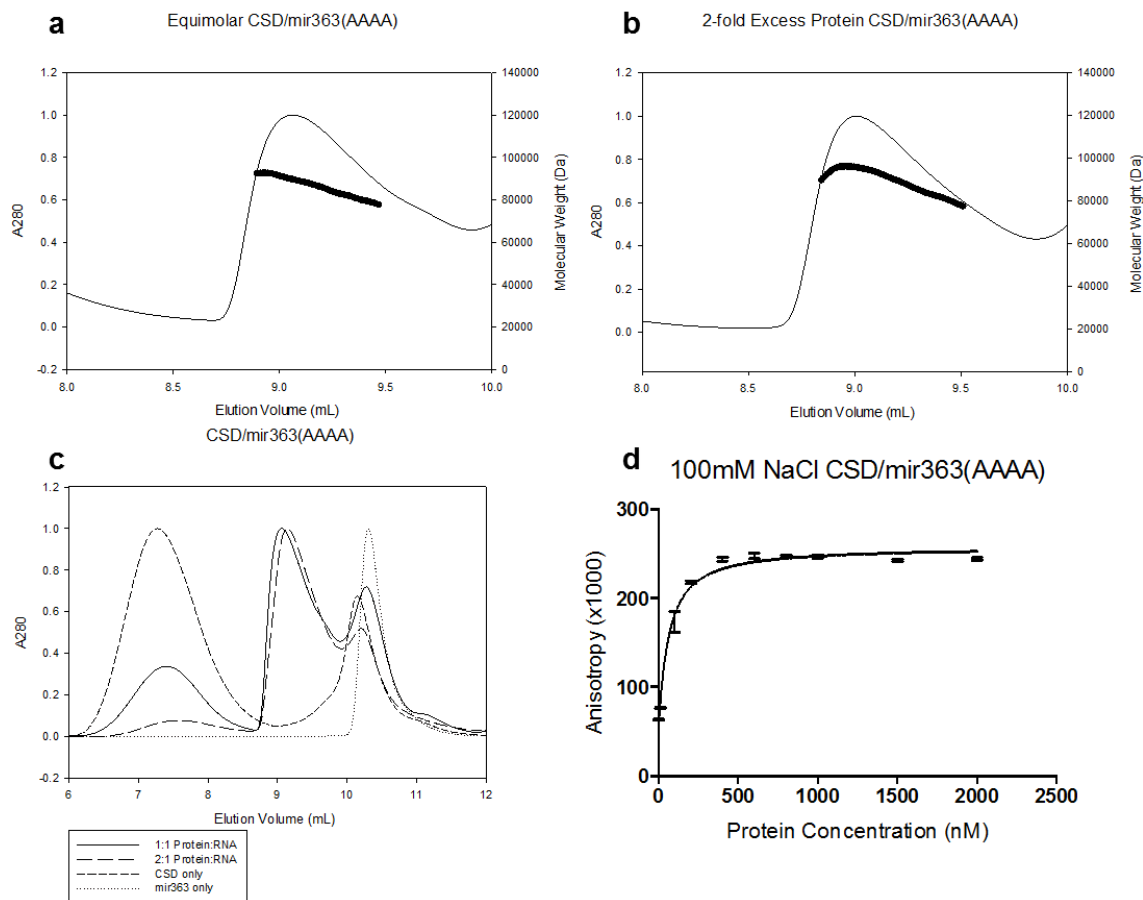 a
Equimolar CSD/mir363(AAAA)
1.2
1.0
0.8
0.6
0.4
0.2
0.0
-0.2
A280
140000
120000
100000
80000
60000
40000
20000
0
Molecular Weight (Da)
8.0 8.5 9.0 9.5 10.0
Elution Volume (mL)
b
2-fold Excess Protein CSD/mir363(AAAA)
1.2
1.0
0.8
0.6
0.4
0.2
0.0
A280
140000
120000
100000
80000
60000
40000
20000
0
Molecular Weight (Da)
8.0 8.5 9.0 9.5 10.0
Elution Volume (mL)
c
CSD/mir363(AAAA)
1.2
1.0
0.8
0.6
0.4
0.2
0.0
-0.2
A280
6 7 8 9 10 11 12
Elution Volume (mL)
1:1 Protein:RNA
2:1 Protein:RNA
CSD only
mir363 only
d
100mM NaCl CSD/mir363(AAAA)
300
200
100
0
Anisotropy (x1000)
0 500 1000 1500 2000 2500
Protein Concentration (nM)